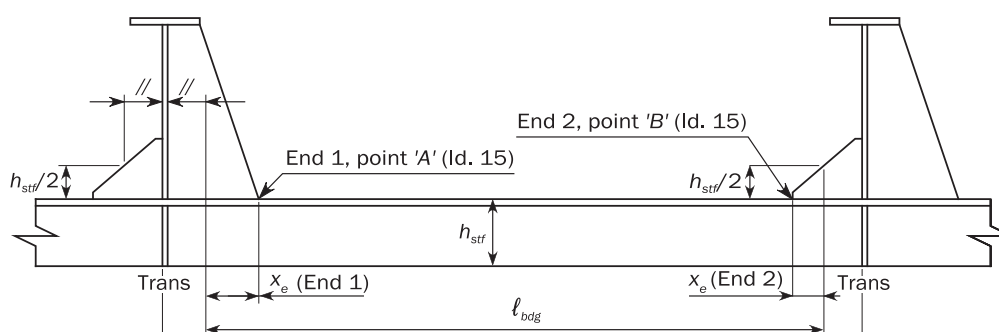 // //
End 1, point 'A' (Id. 15)
End 2, point 'B' (Id. 15)
h_stf/2
h_stf/2
h_stf
Trans
x_e (End 1)
x_e (End 2)
Trans
ℓ_bdg